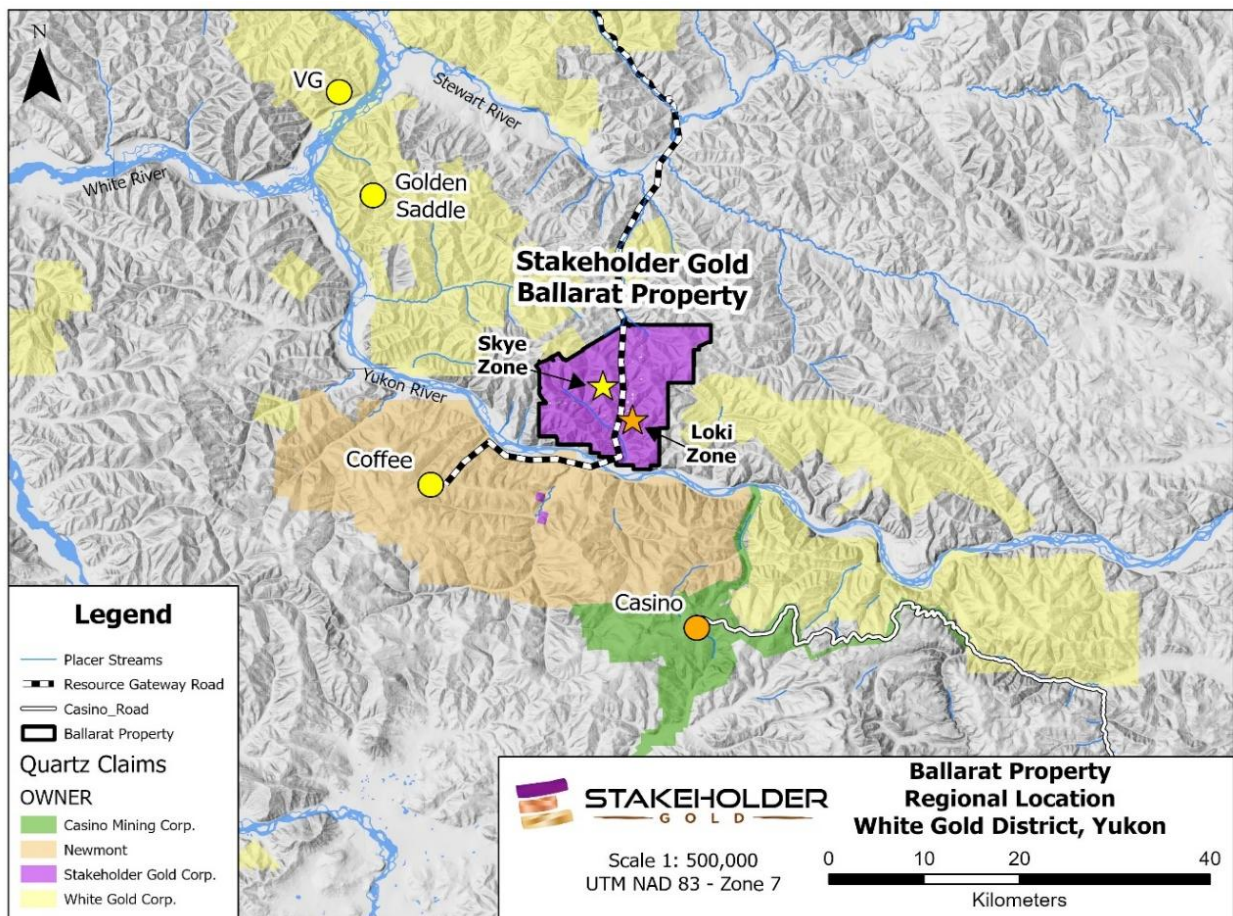 N
VG
Stewart River
White River
Golden
Saddle
Stakeholder Gold
Ballarat Property
Skye
Zone
Yukon River
Loki
Zone
Coffee
Casino
Legend
Placer Streams
Resource Gateway Road
Casino_Road
Ballarat Property
Quartz Claims
OWNER
Casino Mining Corp.
Newmont
Stakeholder Gold Corp.
White Gold Corp.
STAKEHOLDER
GOLD
Scale 1: 500,000
UTM NAD 83 - Zone 7
Ballarat Property
Regional Location
White Gold District, Yukon
0 10 20 40
Kilometers